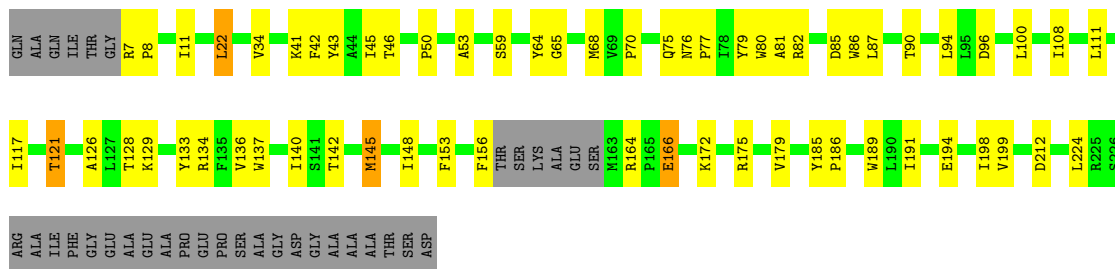 GLN ALA GLN ILE THR GLY R7 P8 I11 L22 V34 K41 F42 Y43 A44 I45 T46 P50 A53 S59 Y64 G65 M68 V69 P70 Q75 N76 P77 I78 Y79 W80 A81 R82 D85 W86 L87 T90 L94 L95 D96 L100 I108 L111
I117 T121 A126 L127 T128 K129 Y133 R134 F135 V136 W137 I140 S141 T142 M145 I148 F153 F156 THR SER LYS ALA GLU SER M163 R164 P165 E166 K172 R175 V179 Y185 P186 W189 L190 I191 E194 I198 V199 D212 L224 R225 S226
ARG ALA ILE PHE GLY GLU ALA GLU ALA PRO GLU PRO SER ALA GLY ASP GLY ALA ALA ALA THR SER ASP